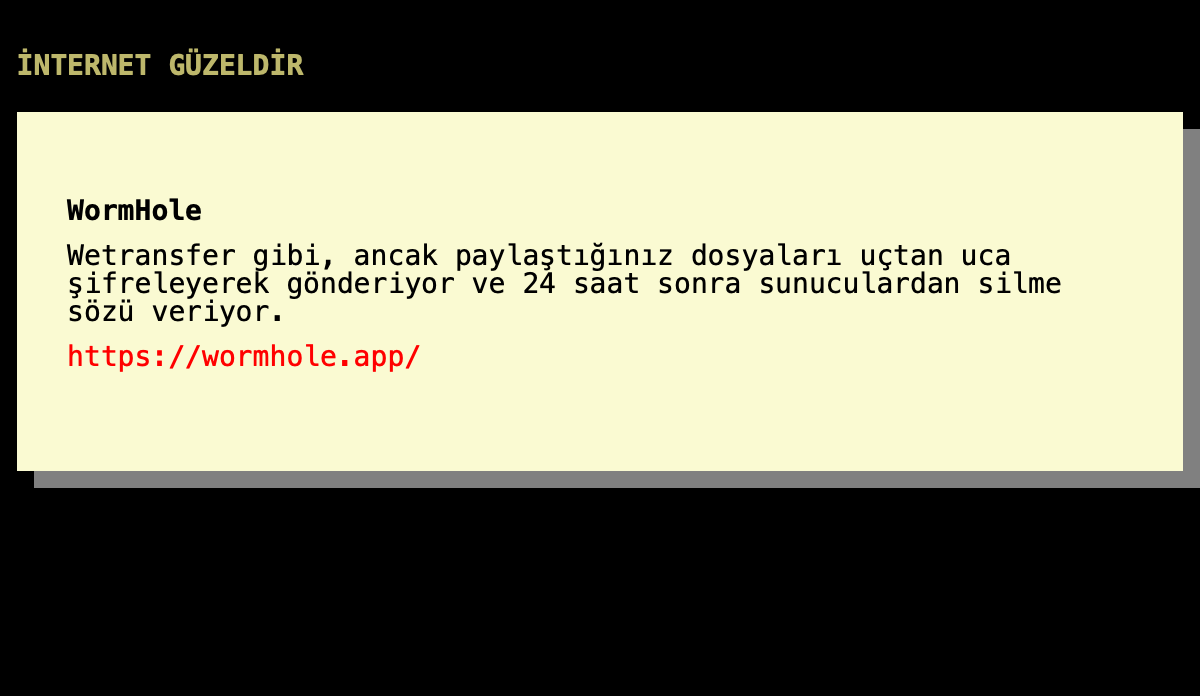 İNTERNET GÜZELDİR
WormHole
Wetransfer gibi, ancak paylaştığınız dosyaları uçtan uca
şifreleyerek gönderiyor ve 24 saat sonra sunuculardan silme
sözü veriyor.
https://wormhole.app/